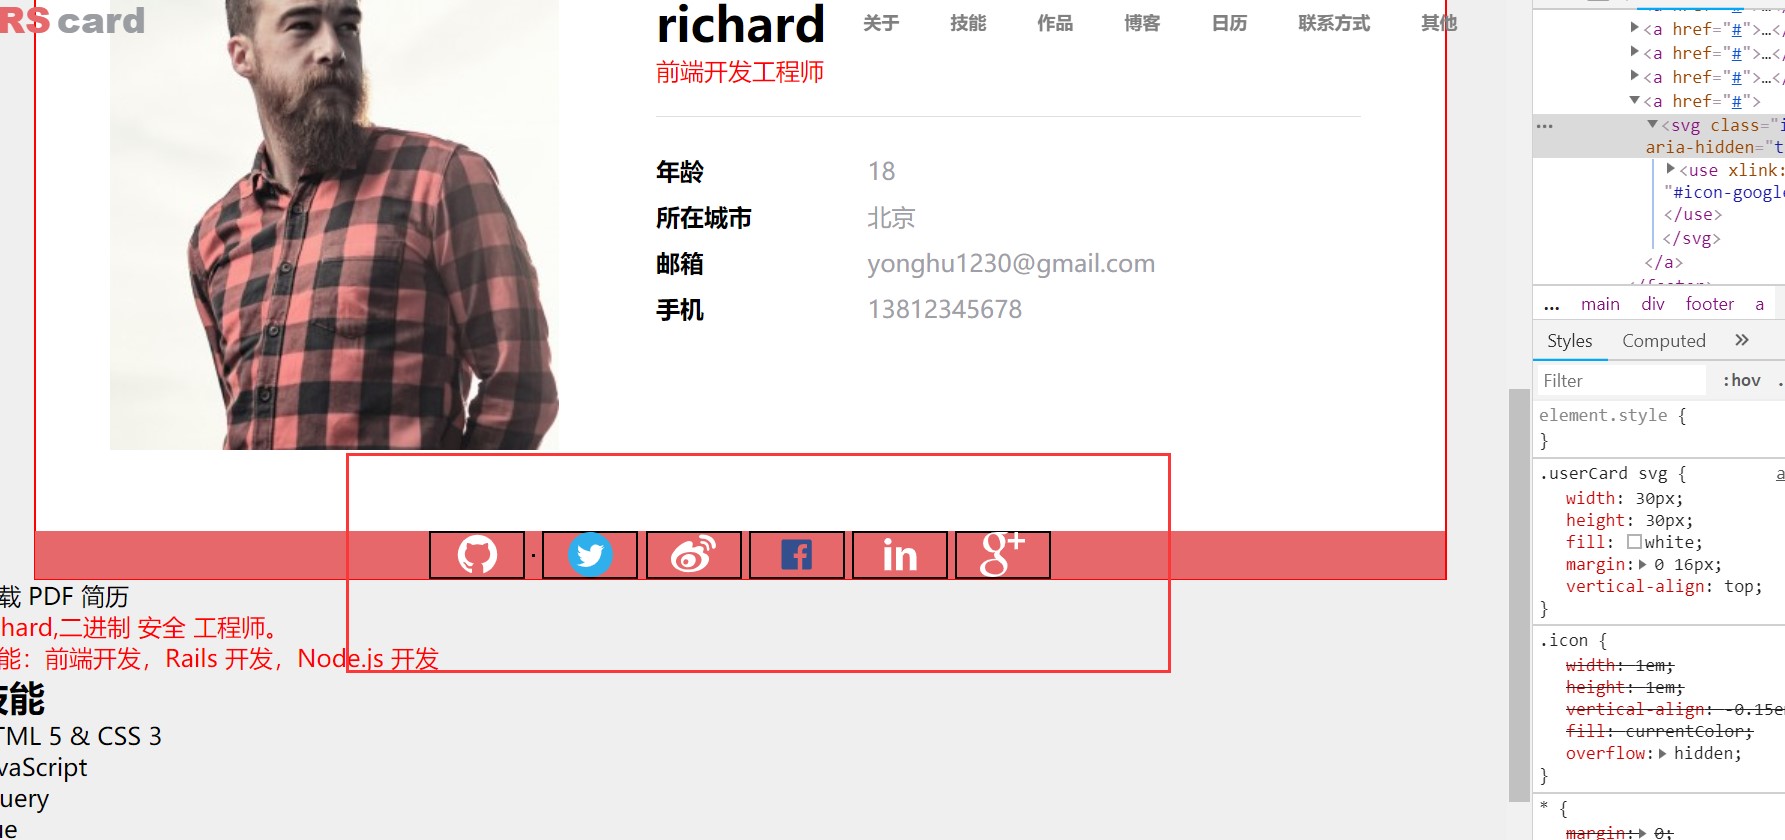 RS card
richard
关于 技能 作品 博客 日历 联系方式 其他
前端开发工程师
年龄 18
所在城市 北京
邮箱 yonghu1230@gmail.com
手机 13812345678
载 PDF 简历
hard,二进制 安全 工程师。
能：前端开发，Rails 开发，Node.js 开发
技能
TML 5 & CSS 3
vaScript
uery
ue
<a href="#">…</
<a href="#">…</
<a href="#">…</
<a href="#">
… <svg class="i
aria-hidden="t
<use xlink:
"#icon-google
</use>
</svg>
</a>
… main div footer a
Styles Computed »
Filter :hov .
element.style {
}
.userCard svg { a
width: 30px;
height: 30px;
fill: white;
margin: 0 16px;
vertical-align: top;
}
.icon {
width: 1em;
height: 1em;
vertical-align: -0.15e
fill: currentColor;
overflow: hidden;
}
* {
margin: 0;